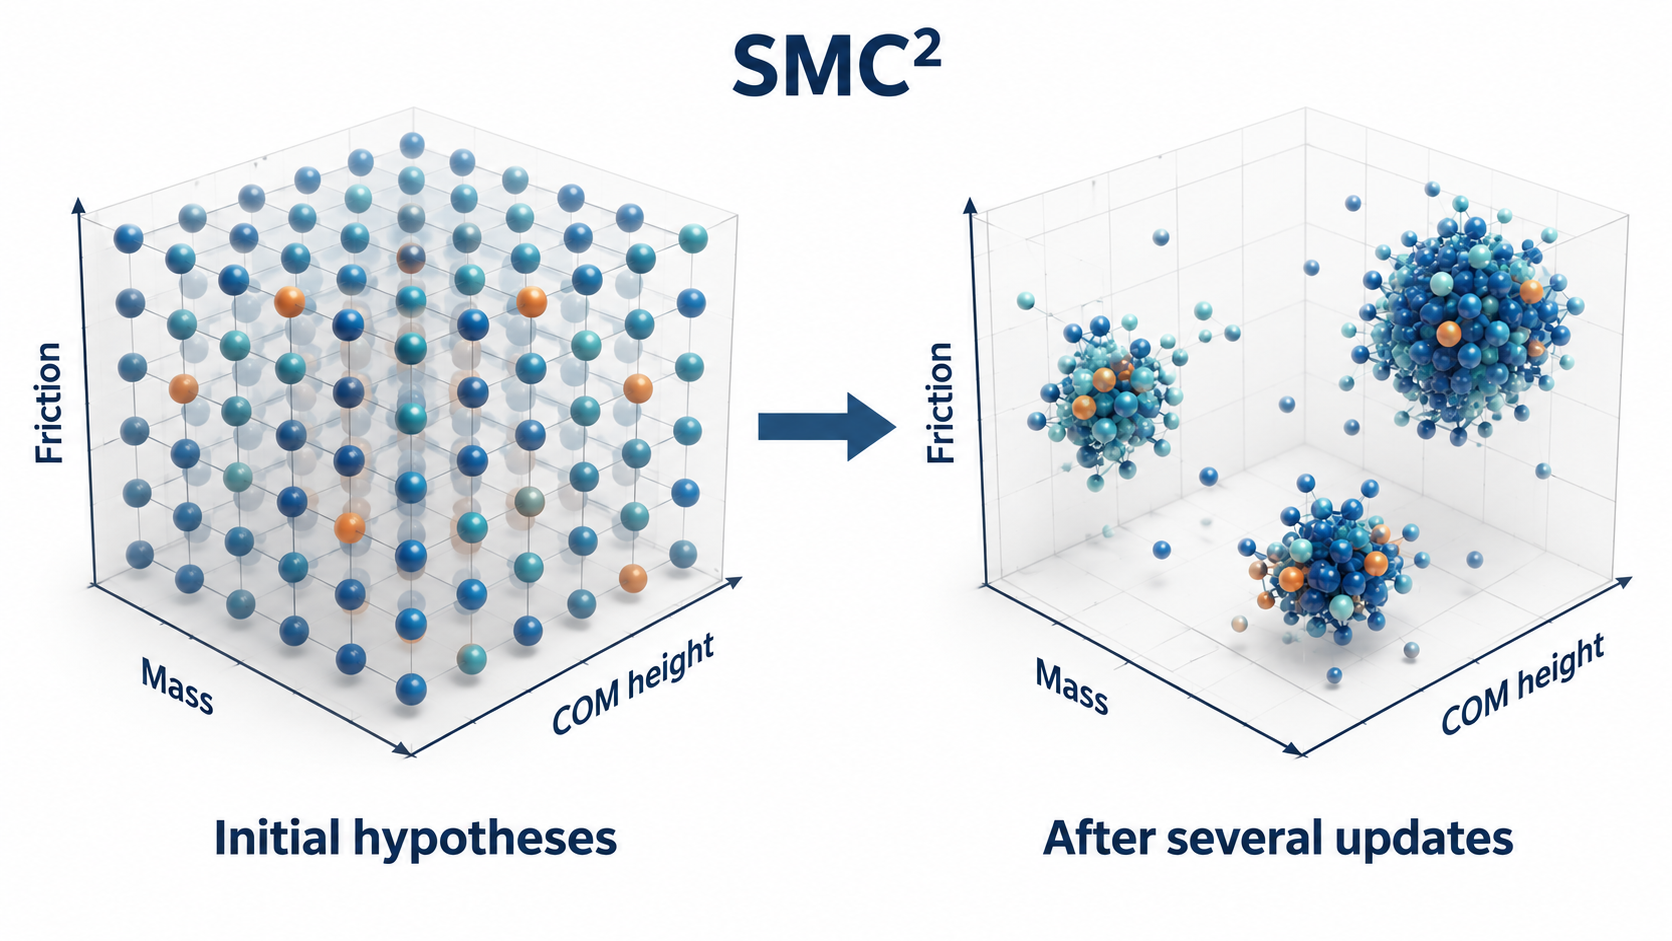 SMC²
Friction
Mass
COM height
Initial hypotheses
Friction
Mass
COM height
After several updates